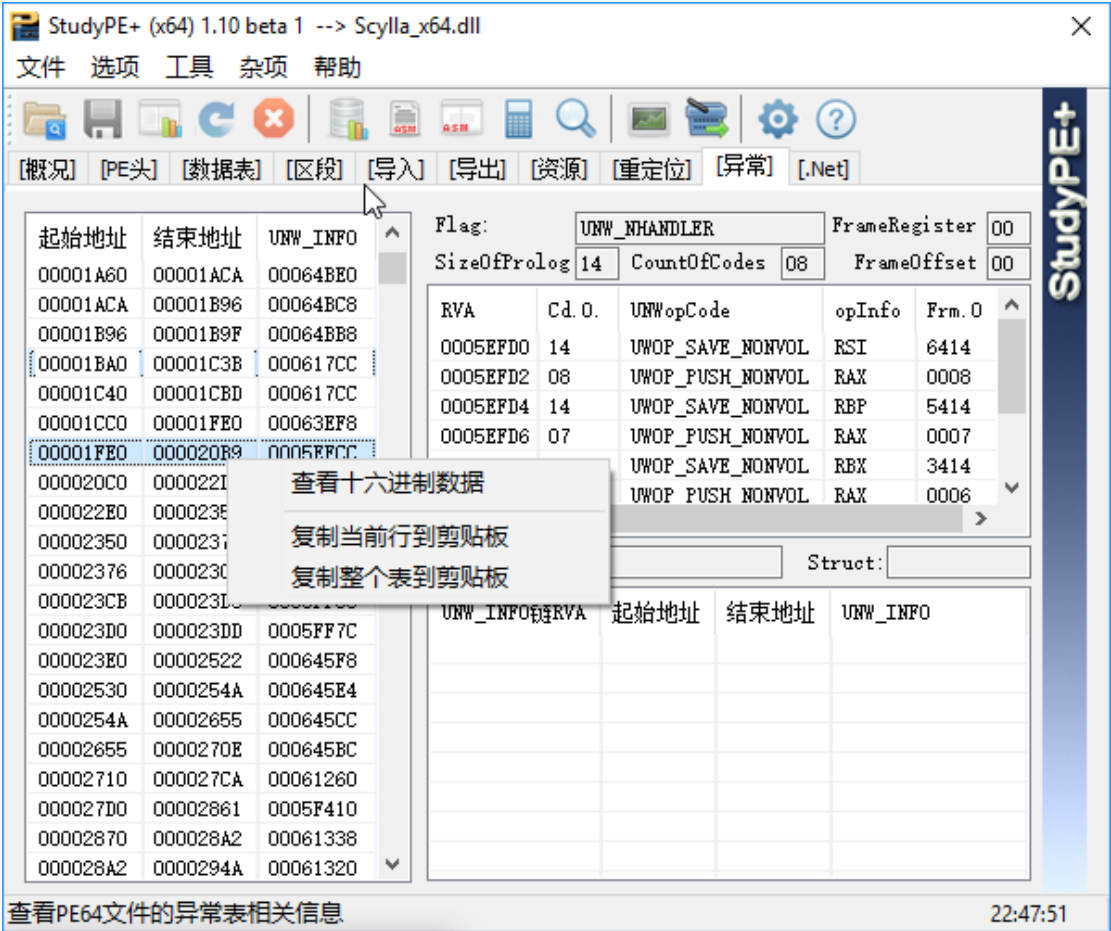 StudyPE+ (x64) 1.10 beta 1 --> Scylla_x64.dll
文件 选项 工具 杂项 帮助
ASM ASM
[概况] [PE头] [数据表] [区段] [导入] [导出] [资源] [重定位] [异常] [.Net]
StudyPE+
起始地址 结束地址 UNW_INFO
00001A60 00001ACA 00064BE0
00001ACA 00001B96 00064BC8
00001B96 00001B9F 00064BB8
00001BA0 00001C3B 000617CC
00001C40 00001CBD 000617CC
00001CC0 00001FE0 00063EF8
00001FE0 000020B9 0005EFCC
000020C0 000022
000022E0 0000235
00002350 0000237
00002376 000023
000023CB 000023
000023D0 000023DD 0005FF7C
000023E0 00002522 000645F8
00002530 0000254A 000645E4
0000254A 00002655 000645CC
00002655 0000270E 000645BC
00002710 000027CA 00061260
000027D0 00002861 0005F410
00002870 000028A2 00061338
000028A2 0000294A 00061320
Flag: UNW_NHANDLER FrameRegister 00
SizeOfProlog 14 CountOfCodes 08 FrameOffset 00
RVA Cd.O. UNWopCode opInfo Frm.O
0005EFD0 14 UWOP_SAVE_NONVOL RSI 6414
0005EFD2 08 UWOP_PUSH_NONVOL RAX 0008
0005EFD4 14 UWOP_SAVE_NONVOL RBP 5414
0005EFD6 07 UWOP_PUSH_NONVOL RAX 0007
UWOP_SAVE_NONVOL RBX 3414
UWOP_PUSH_NONVOL RAX 0006
查看十六进制数据
复制当前行到剪贴板
复制整个表到剪贴板
Struct:
UNW_INFO链RVA 起始地址 结束地址 UNW_INFO
查看PE64文件的异常表相关信息 22:47:51